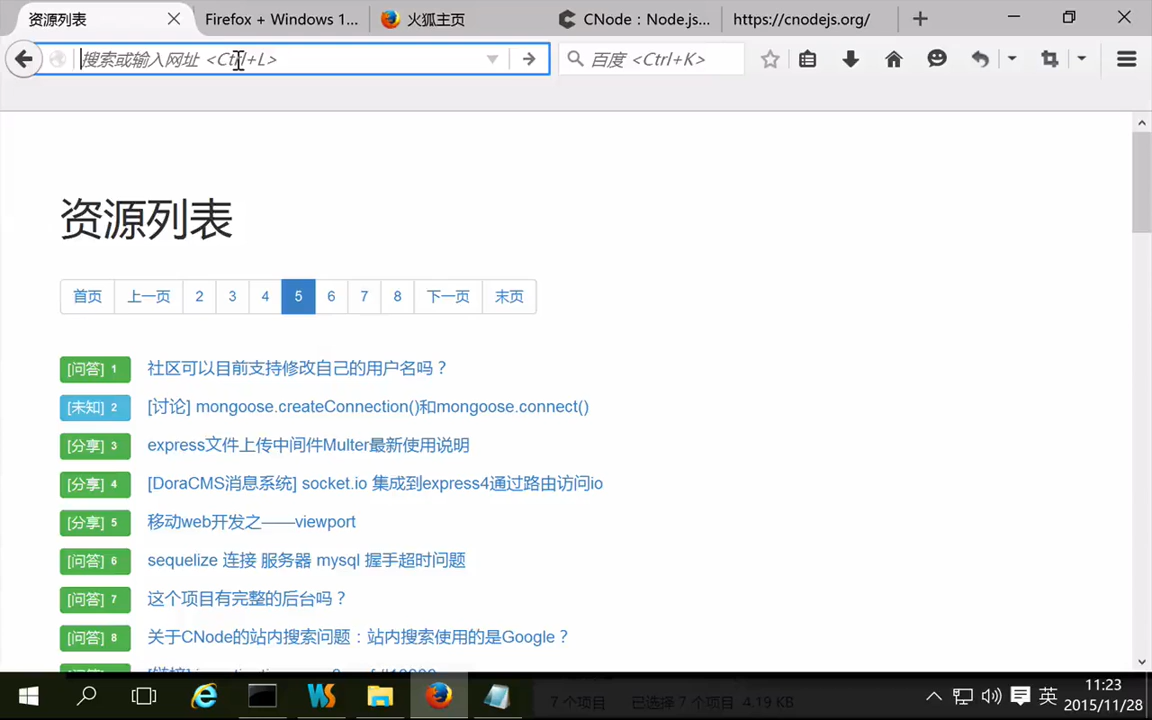 资源列表
Firefox + Windows 1...
火狐主页
CNode：Node.js...
https://cnodejs.org/
搜索或输入网址 <Ctrl+L>
百度 <Ctrl+K>
资源列表
首页 上一页 2 3 4 5 6 7 8 下一页 末页
[问答] 1 社区可以目前支持修改自己的用户名吗？
[未知] 2 [讨论] mongoose.createConnection()和mongoose.connect()
[分享] 3 express文件上传中间件Multer最新使用说明
[分享] 4 [DoraCMS消息系统] socket.io 集成到express4通过路由访问io
[分享] 5 移动web开发之——viewport
[问答] 6 sequelize 连接 服务器 mysql 握手超时问题
[问答] 7 这个项目有完整的后台吗？
[问答] 8 关于CNode的站内搜索问题：站内搜索使用的是Google？
7 个项目 已选择 7 个项目 4.19 KB
英
11:23
2015/11/28